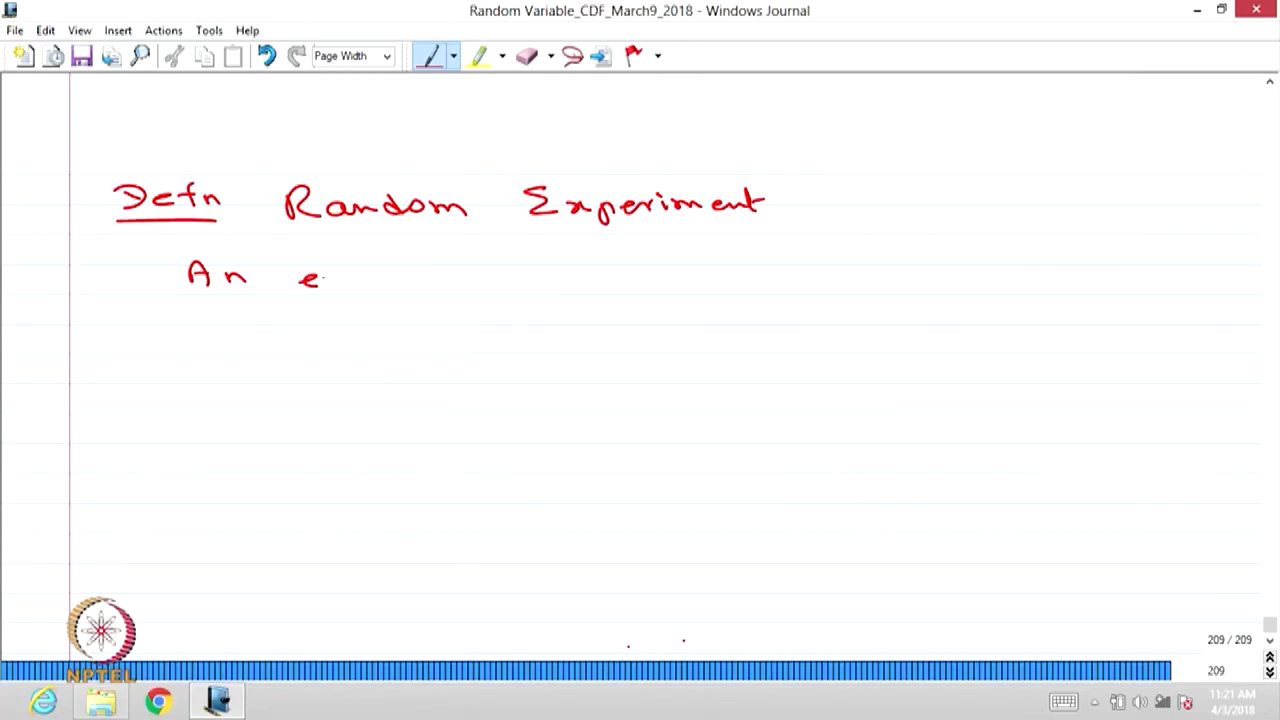 Random Variable_CDF_March9_2018 - Windows Journal
File Edit View Insert Actions Tools Help
Page Width
Defn Random Experiment
An e
209 / 209
209
NPTEL
11:21 AM
4/3/2018